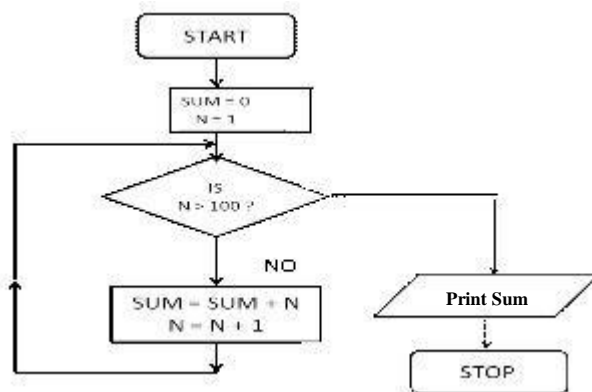 START
SUM = 0
N = 1
IS
N > 100 ?
NO
SUM = SUM + N
N = N + 1
Print Sum
STOP